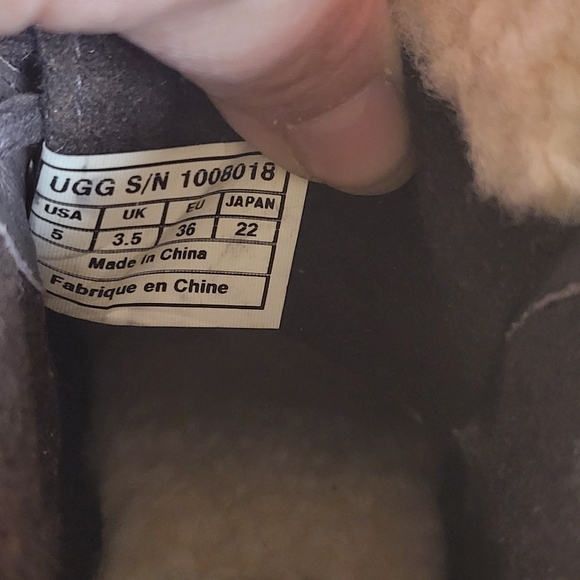 UGG S/N 1008018
USA UK EU JAPAN
5 3.5 36 22
Made in China
Fabrique en Chine